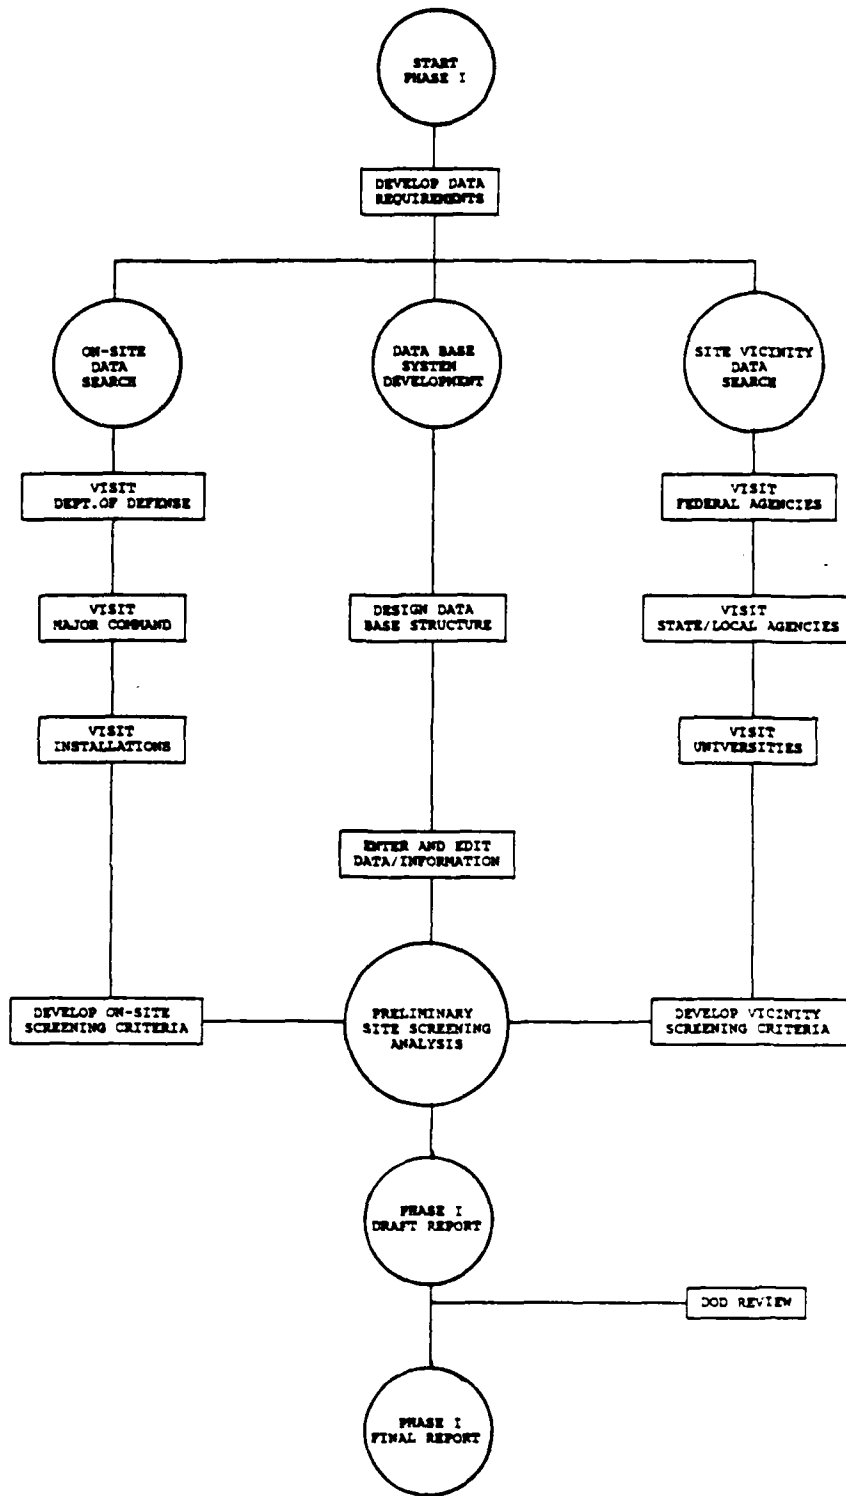 START
PHASE I
DEVELOP DATA
REQUIREMENTS
ON-SITE
DATA
SEARCH
DATA BASE
SYSTEM
DEVELOPMENT
SITE VICINITY
DATA
SEARCH
VISIT
DEPT.OF DEFENSE
VISIT
FEDERAL AGENCIES
VISIT
MAJOR COMMAND
DESIGN DATA
BASE STRUCTURE
VISIT
STATE/LOCAL AGENCIES
VISIT
INSTALLATIONS
VISIT
UNIVERSITIES
ENTER AND EDIT
DATA/INFORMATION
DEVELOP ON-SITE
SCREENING CRITERIA
PRELIMINARY
SITE SCREENING
ANALYSIS
DEVELOP VICINITY
SCREENING CRITERIA
PHASE I
DRAFT REPORT
DOD REVIEW
PHASE I
FINAL REPORT